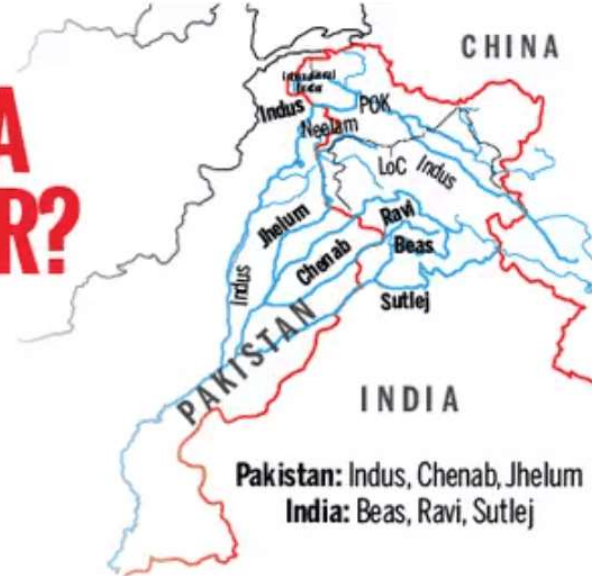 A
R?
CHINA
Indus
POK
Neelam
LoC
Indus
Jhelum
Ravi
Beas
Chenab
Indus
Sutlej
PAKISTAN
INDIA
Pakistan: Indus, Chenab, Jhelum
India: Beas, Ravi, Sutlej